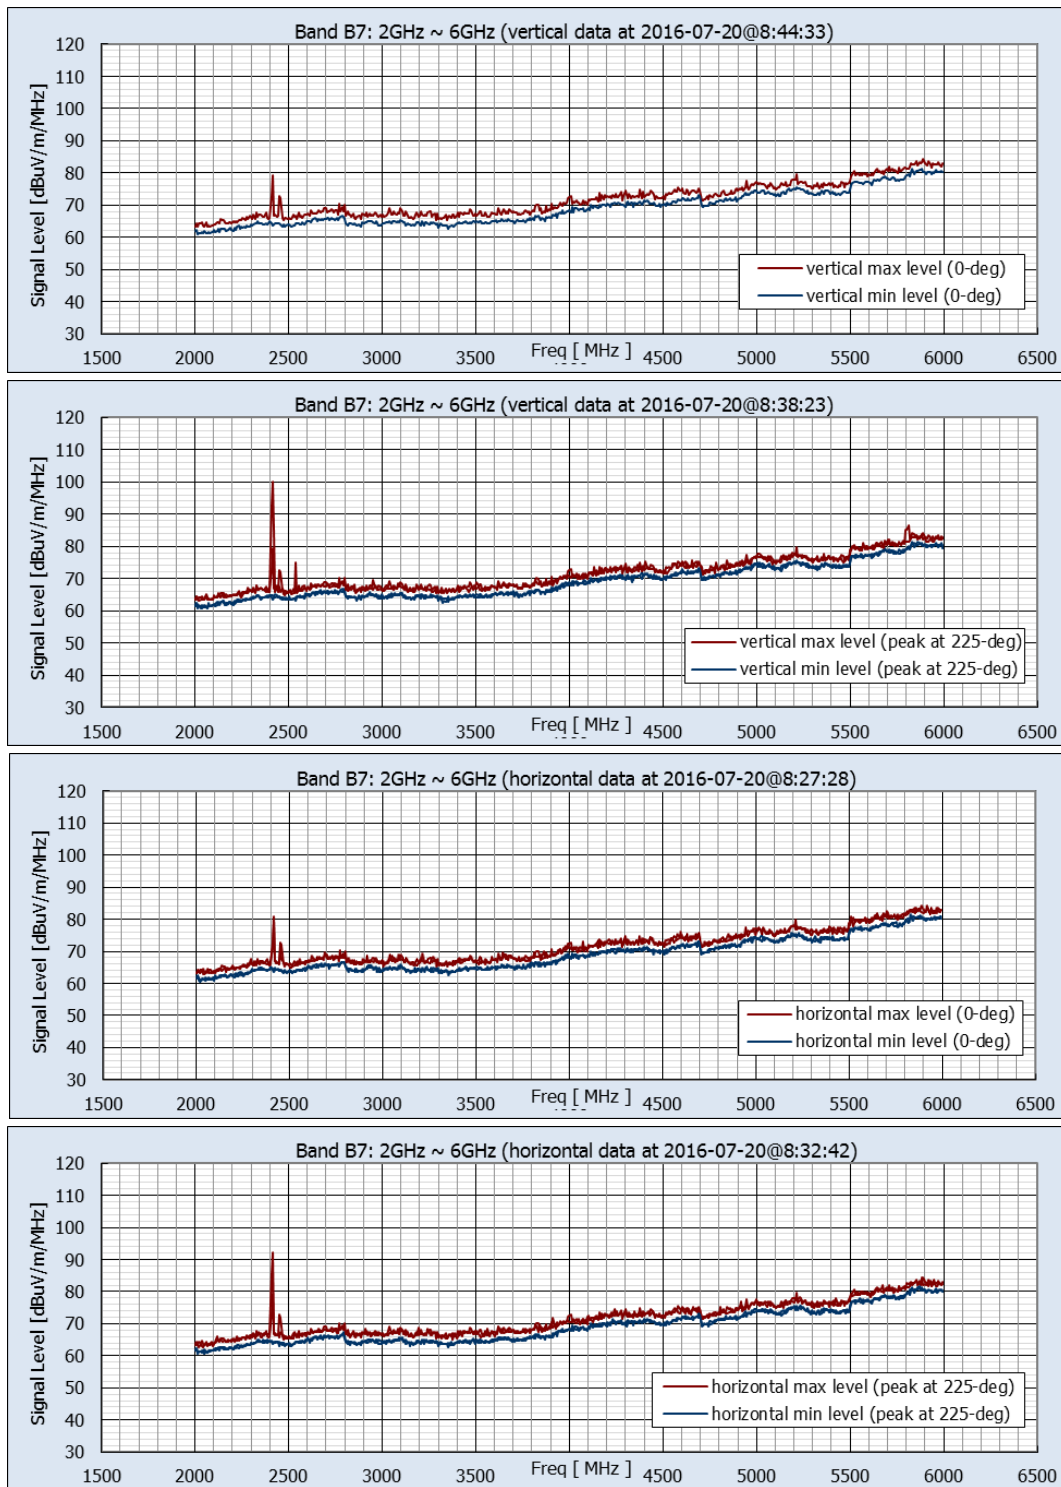 Band B7: 2GHz ~ 6GHz (vertical data at 2016-07-20@8:44:33)
120
110
100
90
80
70
60
50
40
30
Signal Level [dBuV/m/MHz]
vertical max level (0-deg)
vertical min level (0-deg)
Freq [ MHz ]
1500 2000 2500 3000 3500 4500 5000 5500 6000 6500
Band B7: 2GHz ~ 6GHz (vertical data at 2016-07-20@8:38:23)
120
110
100
90
80
70
60
50
40
30
Signal Level [dBuV/m/MHz]
vertical max level (peak at 225-deg)
vertical min level (peak at 225-deg)
Freq [ MHz ]
1500 2000 2500 3000 3500 4500 5000 5500 6000 6500
Band B7: 2GHz ~ 6GHz (horizontal data at 2016-07-20@8:27:28)
120
110
100
90
80
70
60
50
40
30
Signal Level [dBuV/m/MHz]
horizontal max level (0-deg)
horizontal min level (0-deg)
Freq [ MHz ]
1500 2000 2500 3000 3500 4500 5000 5500 6000 6500
Band B7: 2GHz ~ 6GHz (horizontal data at 2016-07-20@8:32:42)
120
110
100
90
80
70
60
50
40
30
Signal Level [dBuV/m/MHz]
horizontal max level (peak at 225-deg)
horizontal min level (peak at 225-deg)
Freq [ MHz ]
1500 2000 2500 3000 3500 4500 5000 5500 6000 6500